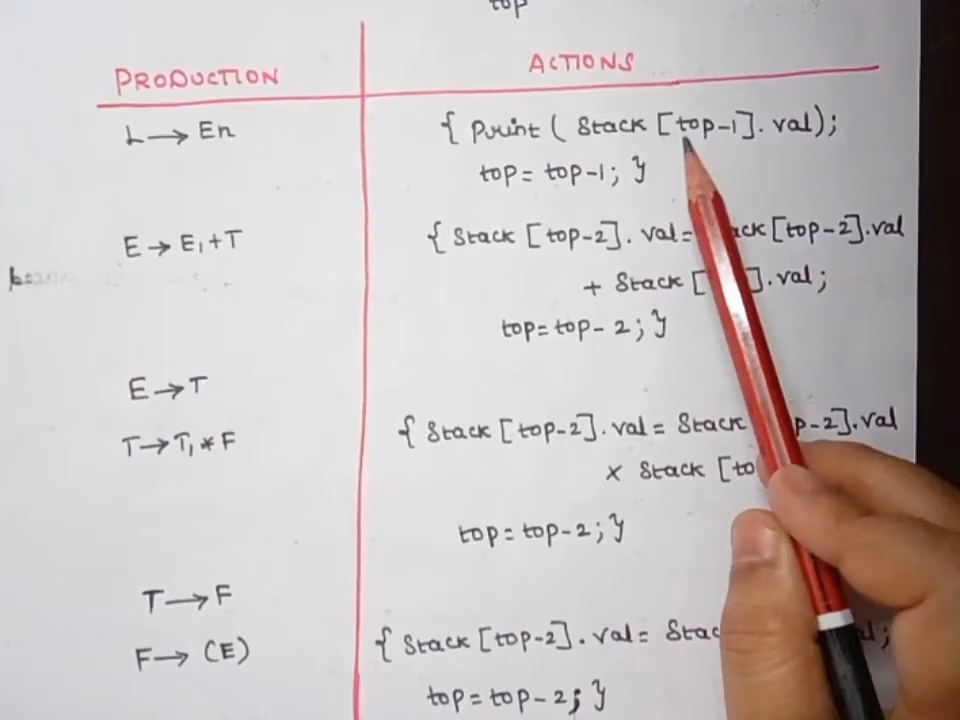 top
PRODUCTION ACTIONS
L → En { Print ( Stack [top-1]. val);
top = top-1; }
E → E₁ + T { Stack [top-2]. val = [top-2].val
+ Stack [ ].val;
top = top - 2; }
E → T
T → T₁ * F { Stack [top-2]. val = Stack p-2].val
× Stack [to
top = top-2; }
T → F
F → (E) { Stack [top-2]. val =
top = top-2; }